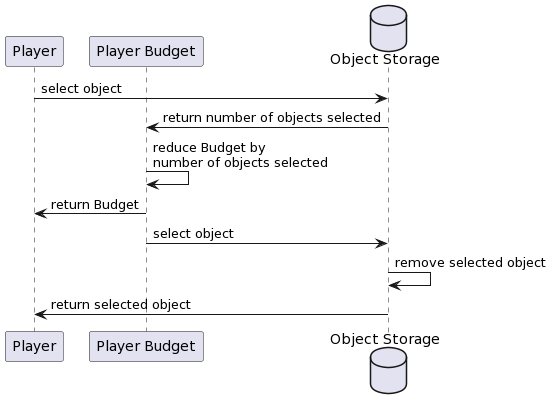 Object Storage
Player
Player Budget
select object
return number of objects selected
reduce Budget by
number of objects selected
return Budget
select object
remove selected object
return selected object
Player
Player Budget
Object Storage